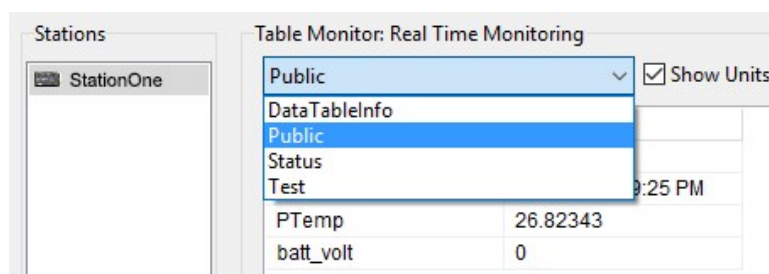 Stations
Table Monitor: Real Time Monitoring
StationOne
Public
Show Units
DataTableInfo
Public
Status
Test
:25 PM
PTemp 26.82343
batt_volt 0